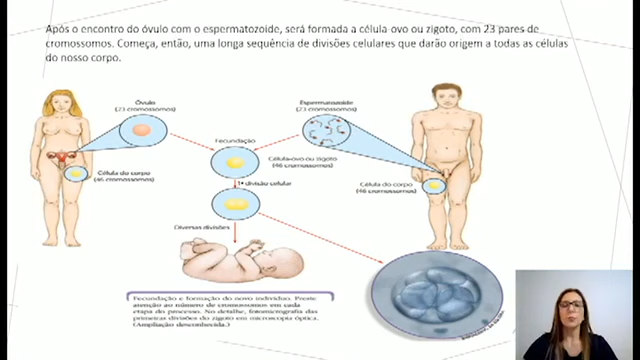 Após o encontro do óvulo com o espermatozoide, será formada a célula-ovo ou zigoto, com 23 pares de
cromossomos. Começa, então, uma longa sequência de divisões celulares que darão origem a todas as células
do nosso corpo.
Óvulo
(23 cromossomos)
Espermatozoide
(23 cromossomos)
Fecundação
Célula-ovo ou zigoto
(46 cromossomos)
Célula do corpo
(46 cromossomos)
Célula do corpo
(46 cromossomos)
1ª divisão celular
Diversas divisões
Fecundação e formação do novo indivíduo. Preste
atenção ao número de cromossomos em cada
etapa do processo. No detalhe, fotomicrografia das
primeiras divisões do zigoto em microscopia óptica.
(Ampliação desconhecida.)